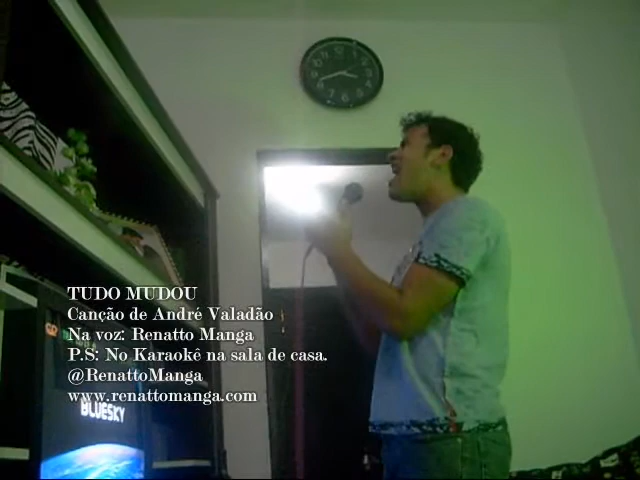 TUDO MUDOU
Canção de André Valadão
Na voz: Renatto Manga
P.S: No Karaokê na sala de casa.
@RenattoManga
www.renattomanga.com
BLUESKY